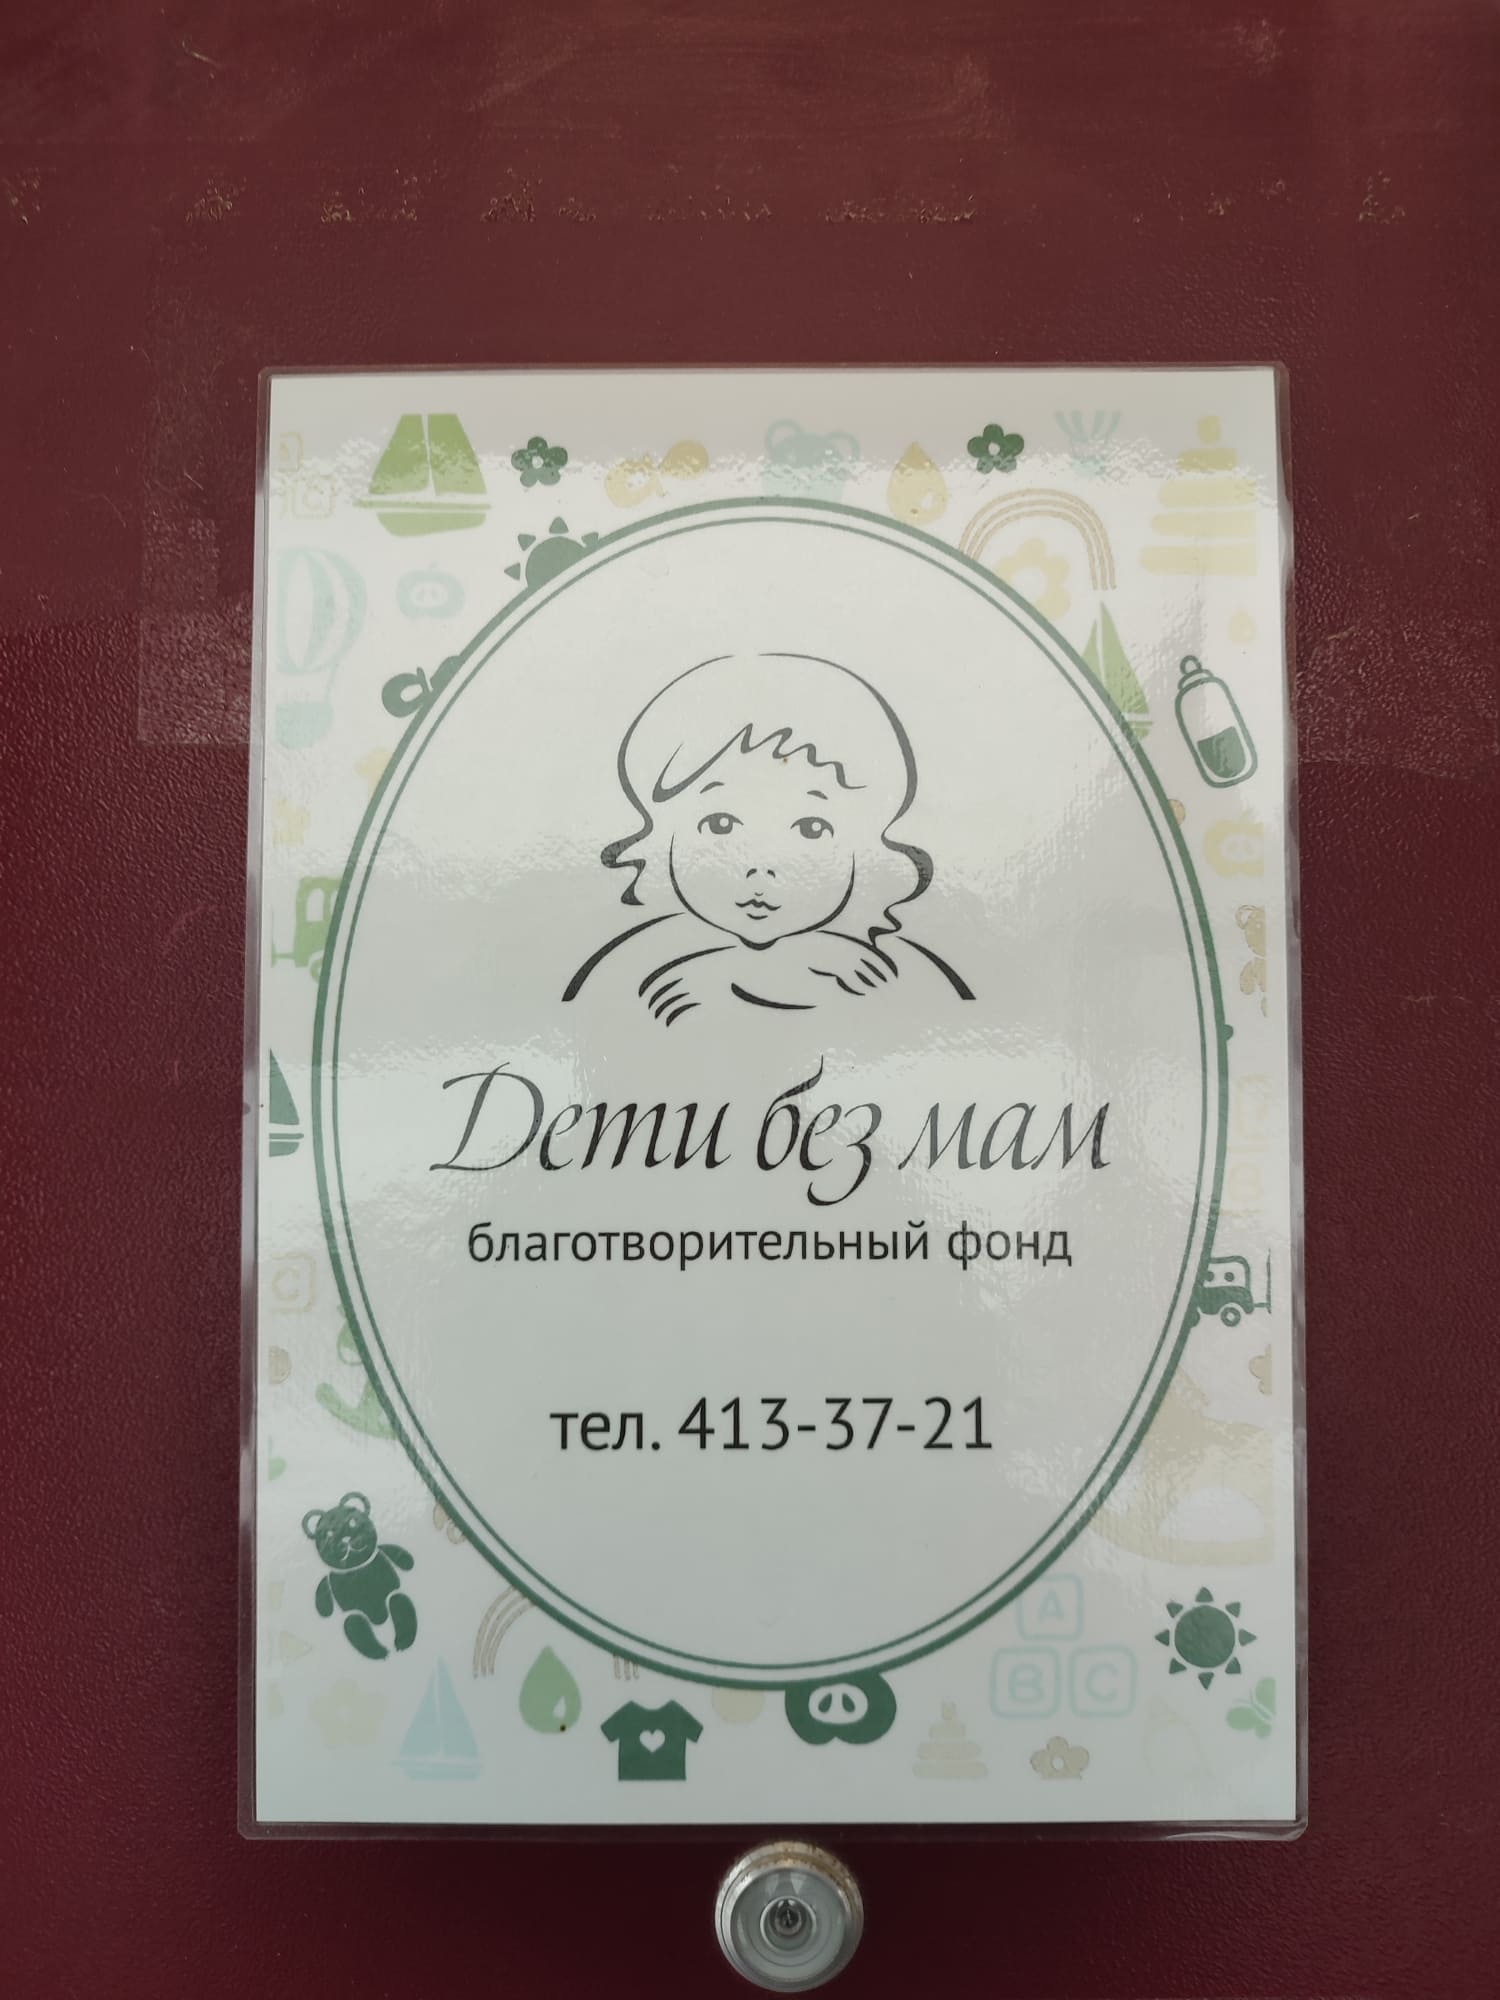 Дети без мам
благотворительный фонд
тел. 413-37-21
A
B C